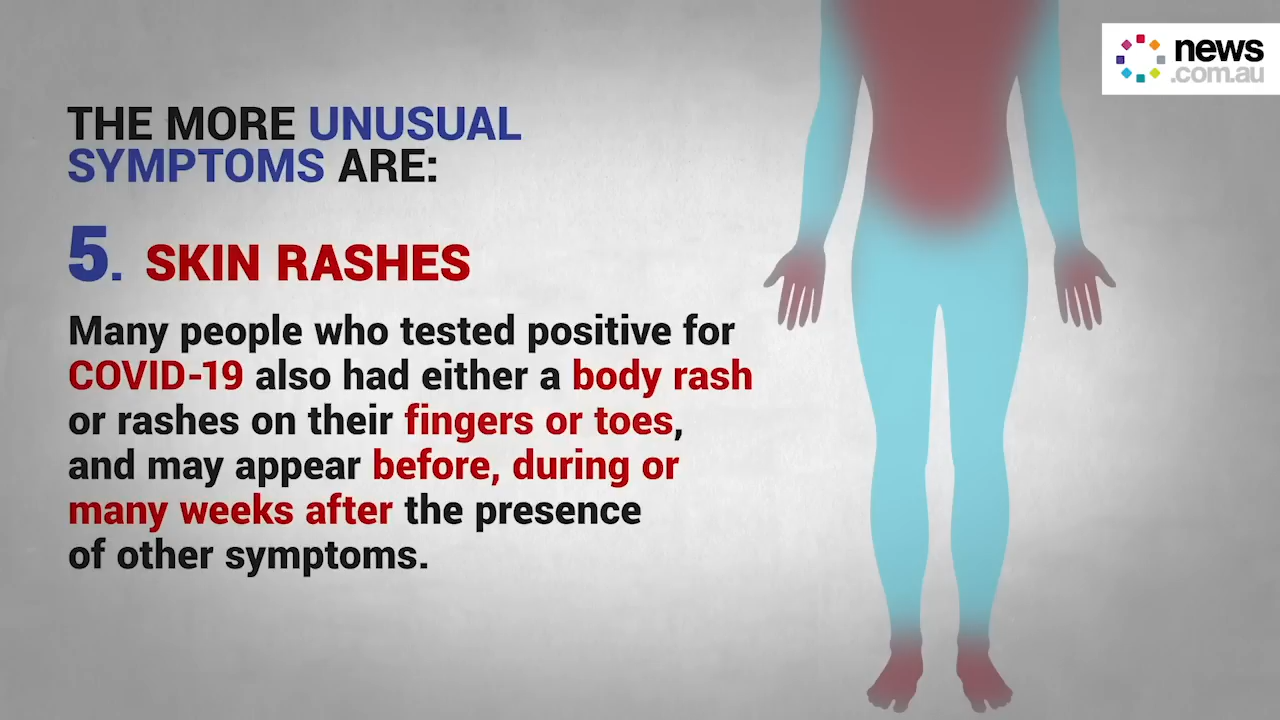 news
.com.au
THE MORE UNUSUAL
SYMPTOMS ARE:
5. SKIN RASHES
Many people who tested positive for
COVID-19 also had either a body rash
or rashes on their fingers or toes,
and may appear before, during or
many weeks after the presence
of other symptoms.